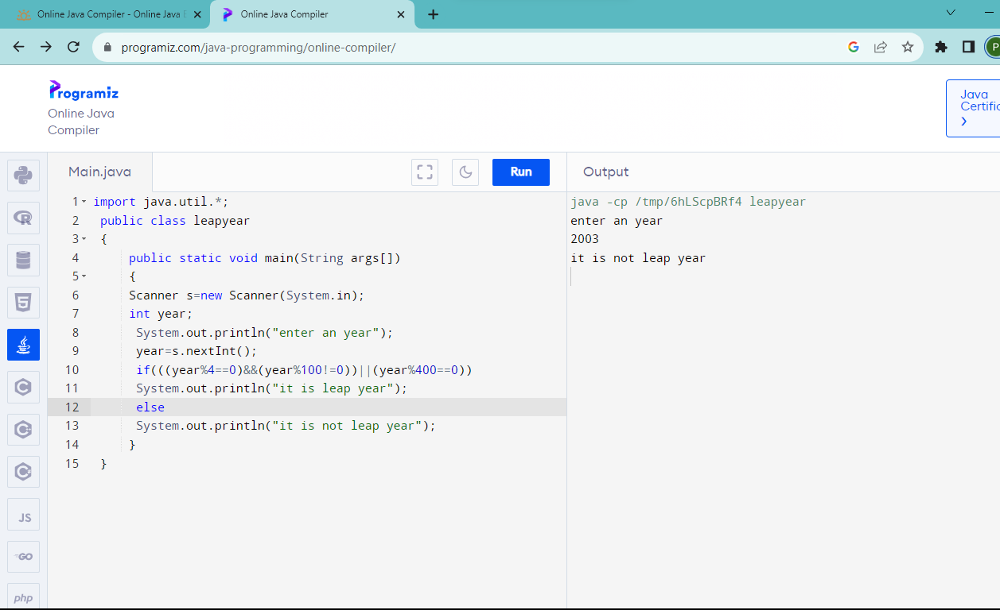 Online Java Compiler - Online Java
Online Java Compiler
programiz.com/java-programming/online-compiler/
G
P
Programiz
Online Java
Compiler
Java
Certific
Main.java
Run
Output
1 import java.util.*;
2 public class leapyear
3 {
4 public static void main(String args[])
5 {
6 Scanner s=new Scanner(System.in);
7 int year;
8 System.out.println("enter an year");
9 year=s.nextInt();
10 if(((year%4==0)&&(year%100!=0))||(year%400==0))
11 System.out.println("it is leap year");
12 else
13 System.out.println("it is not leap year");
14 }
15 }
java -cp /tmp/6hLScpBRf4 leapyear
enter an year
2003
it is not leap year
R
5
C
C
C
JS
GO
php